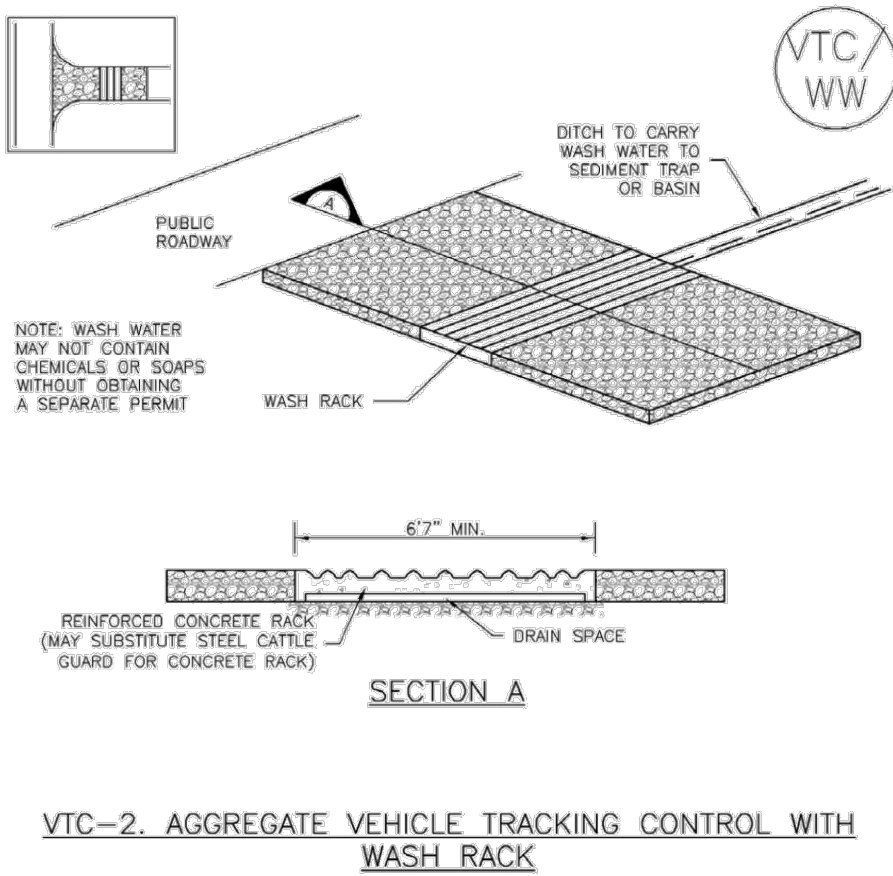 VTC/
WW
DITCH TO CARRY
WASH WATER TO
SEDIMENT TRAP
OR BASIN
A
PUBLIC
ROADWAY
NOTE: WASH WATER
MAY NOT CONTAIN
CHEMICALS OR SOAPS
WITHOUT OBTAINING
A SEPARATE PERMIT
WASH RACK
6'7" MIN.
REINFORCED CONCRETE RACK
(MAY SUBSTITUTE STEEL CATTLE
GUARD FOR CONCRETE RACK)
DRAIN SPACE
SECTION A
VTC-2. AGGREGATE VEHICLE TRACKING CONTROL WITH
WASH RACK